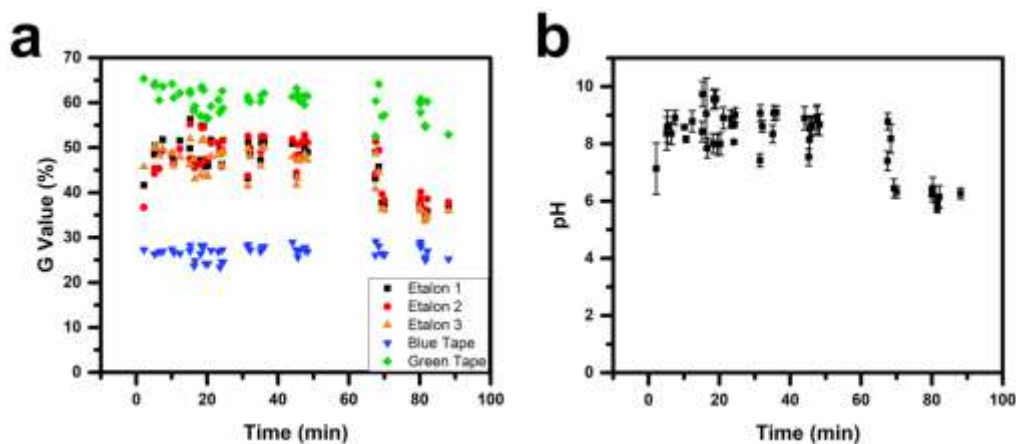 a
G Value (%)
70
60
50
40
30
20
10
0
Etalon 1
Etalon 2
Etalon 3
Blue Tape
Green Tape
0
20
40
60
80
100
Time (min)
b
pH
10
8
6
4
2
0
0
20
40
60
80
100
Time (min)